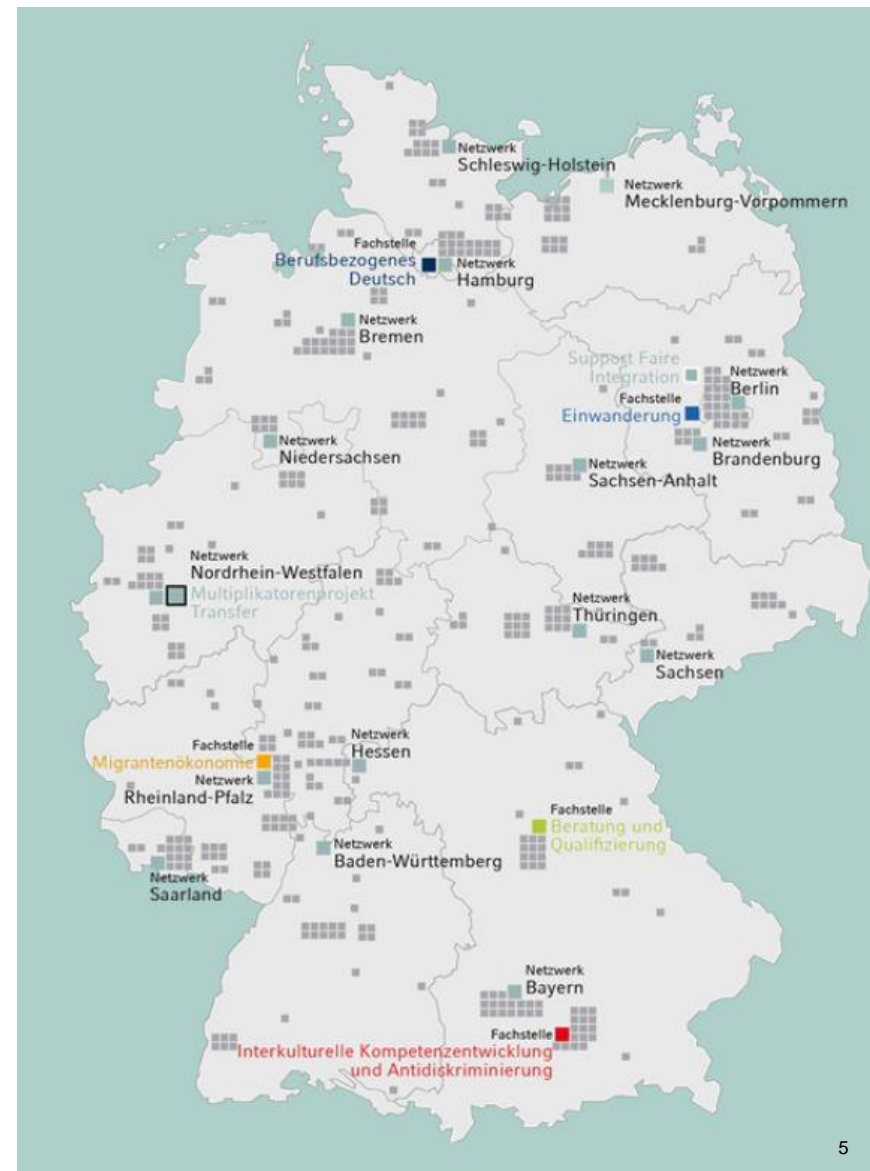 Netzwerk
Schleswig-Holstein
Netzwerk
Mecklenburg-Vorpommern
Fachstelle
Berufsbezogenes
Deutsch
Netzwerk
Hamburg
Netzwerk
Bremen
Support Faire
Integration
Netzwerk
Berlin
Fachstelle
Einwanderung
Netzwerk
Brandenburg
Netzwerk
Niedersachsen
Netzwerk
Sachsen-Anhalt
Netzwerk
Nordrhein-Westfalen
Multiplikatorenprojekt
Transfer
Netzwerk
Thüringen
Netzwerk
Sachsen
Fachstelle
Migrantenökonomie
Netzwerk
Rheinland-Pfalz
Netzwerk
Hessen
Fachstelle
Beratung und
Qualifizierung
Netzwerk
Baden-Württemberg
Netzwerk
Saarland
Netzwerk
Bayern
Fachstelle
Interkulturelle Kompetenzentwicklung
und Antidiskriminierung
5